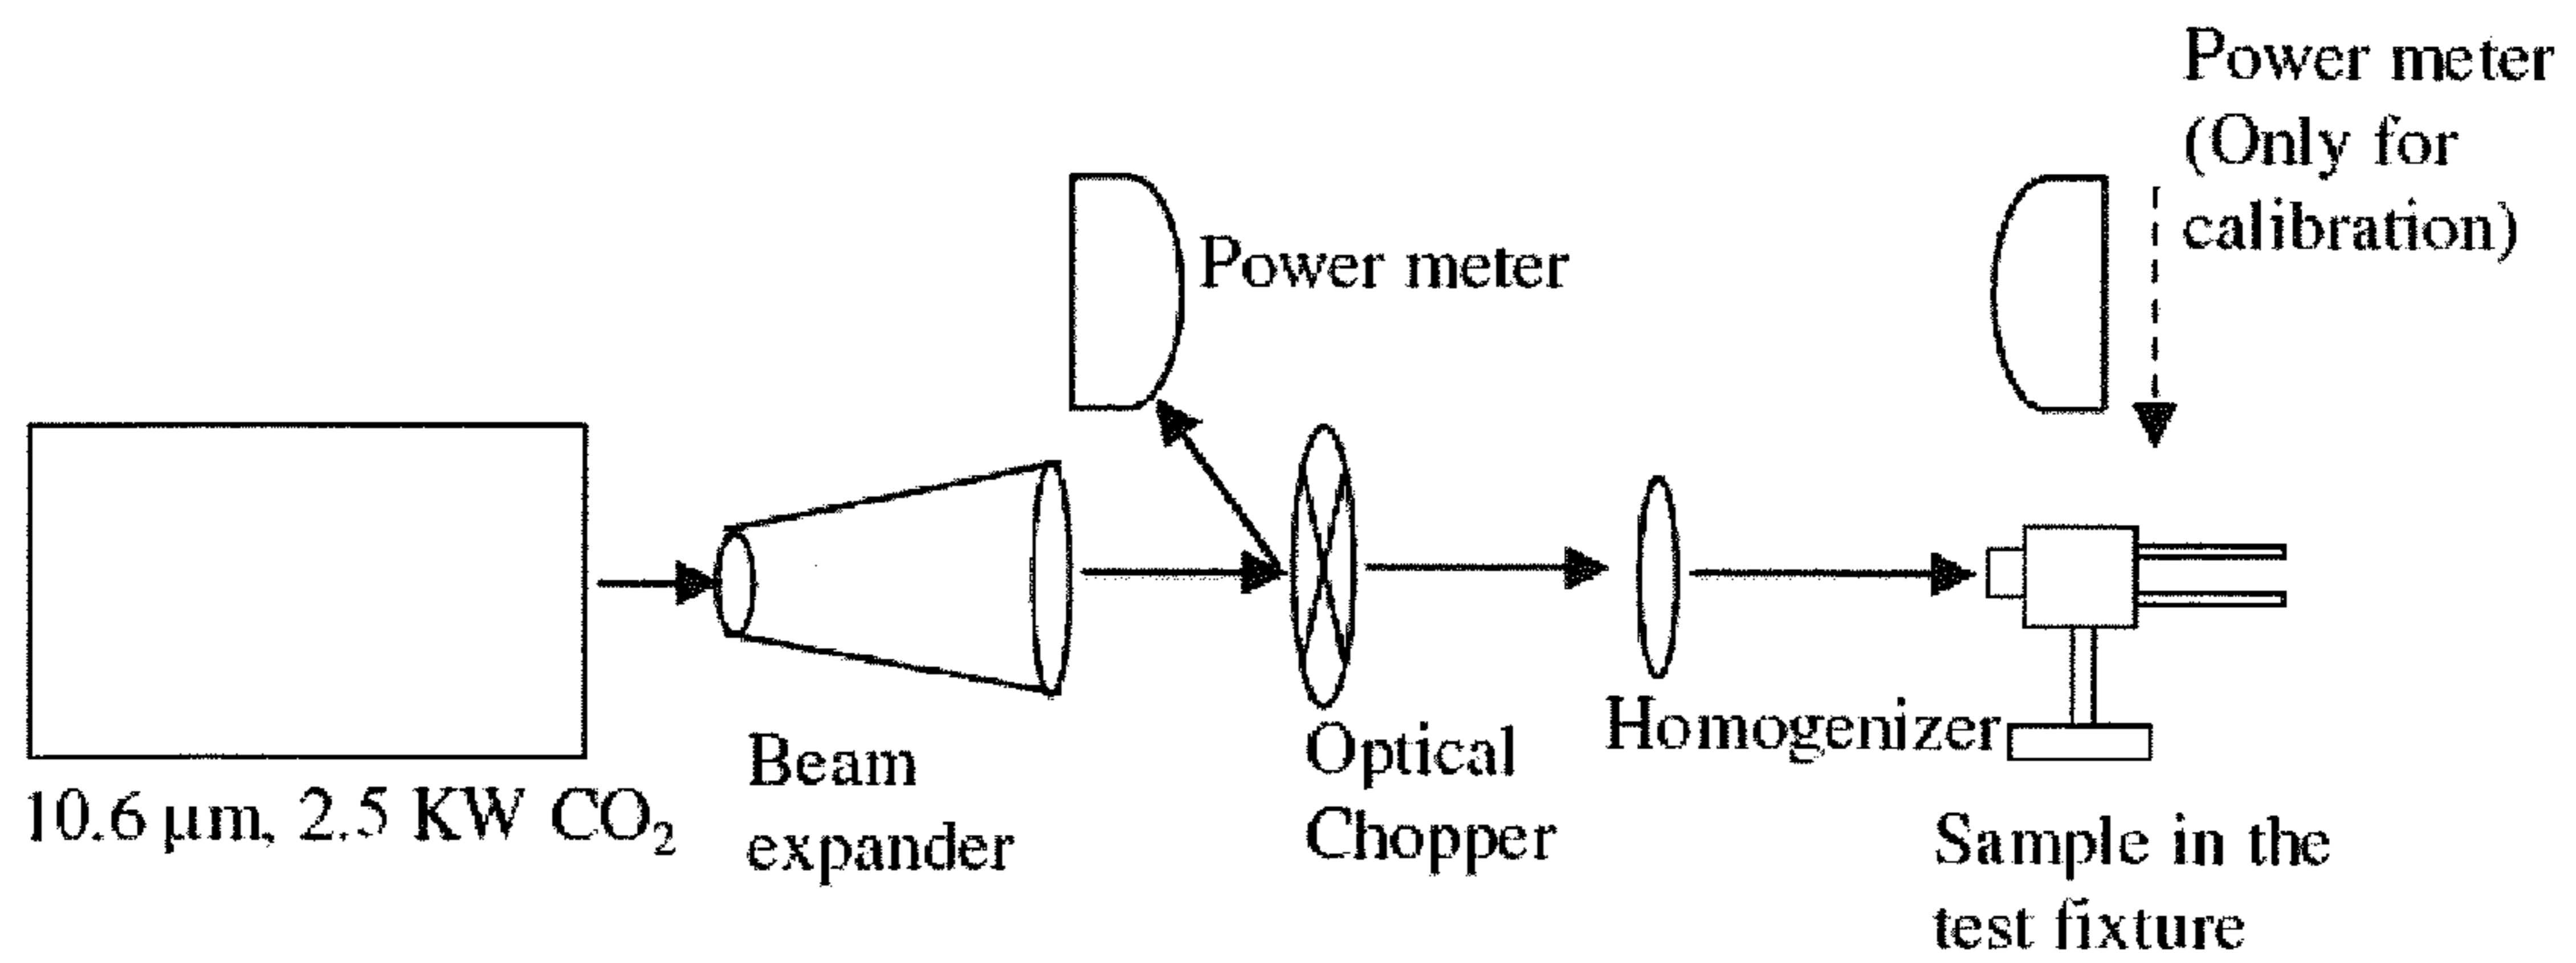 Power meter
(Only for
calibration)
Power meter
10.6 μm, 2.5 KW CO₂
Beam
expander
Optical
Chopper
Homogenizer
Sample in the
test fixture